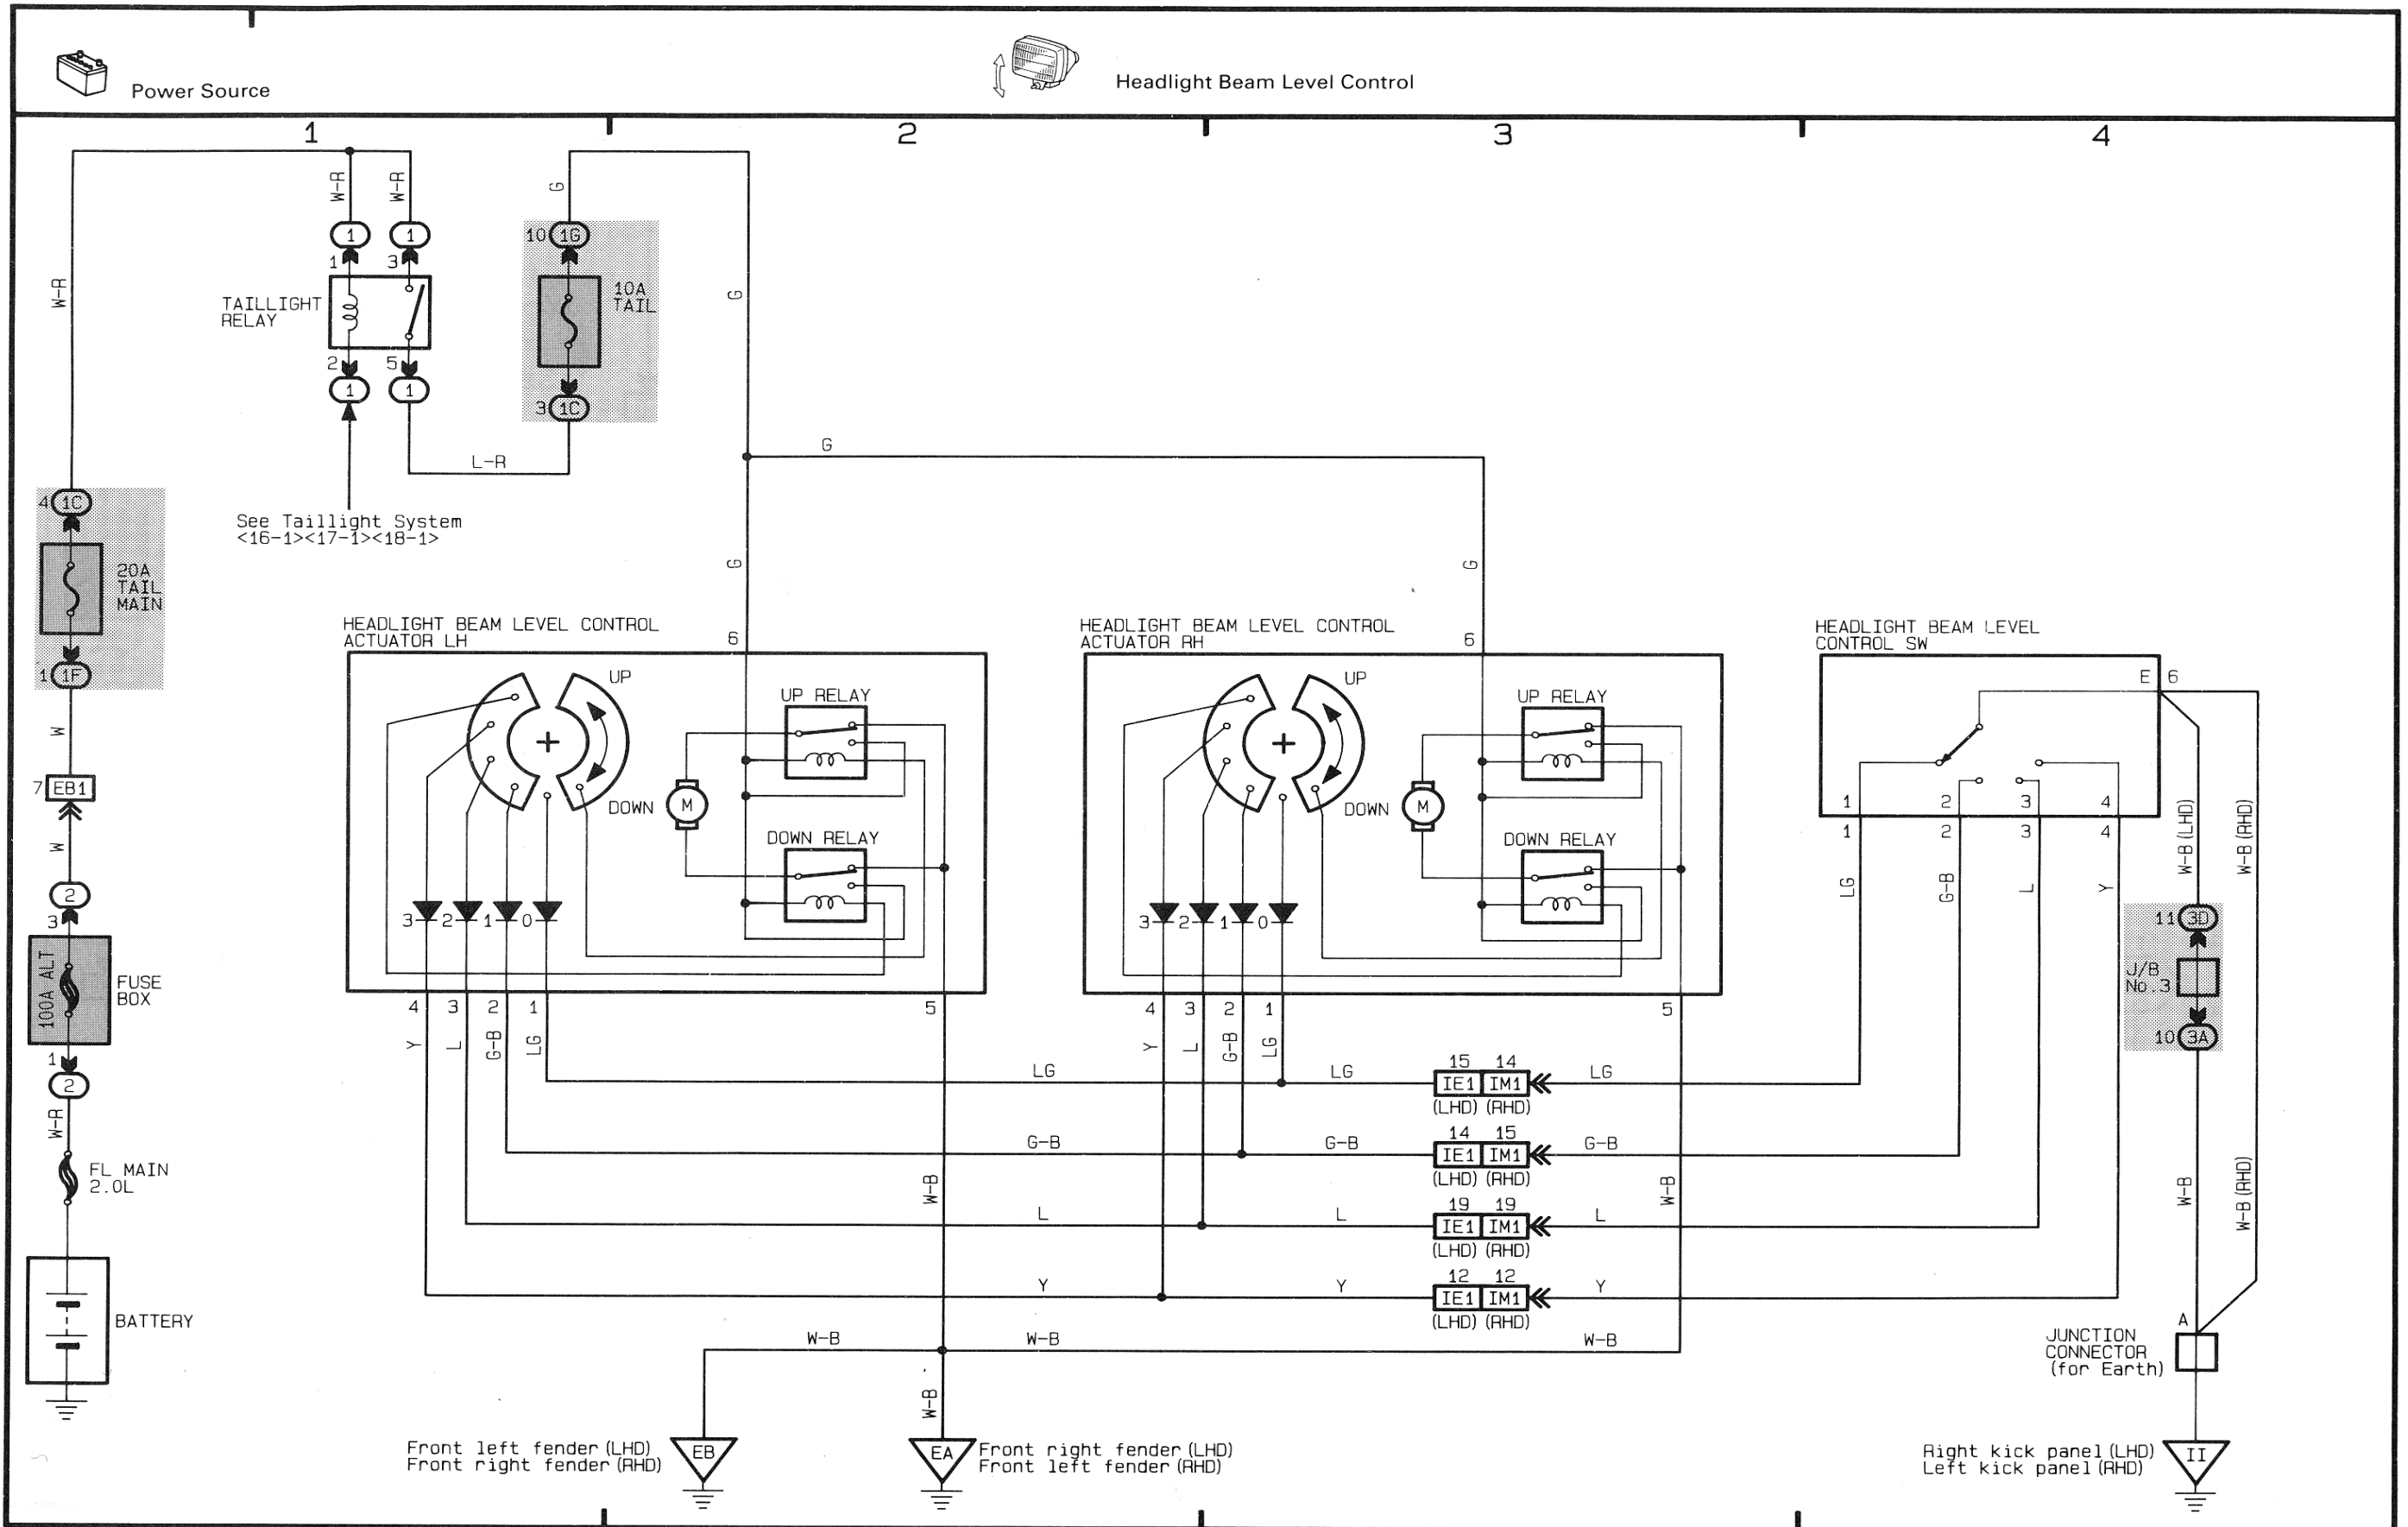 Power Source
Headlight Beam Level Control
1
2
3
4
W-R
W-R
W-R
G
G
1
1
1
3
10 1G
TAILLIGHT
RELAY
10A
TAIL
2
5
1
1
3 1C
L-R
G
See Taillight System
<16-1><17-1><18-1>
4 1C
20A
TAIL
MAIN
1 1F
W
7 EB1
W
2
3
100A ALT
FUSE
BOX
1
2
W-R
FL MAIN
2.0L
BATTERY
G
G
HEADLIGHT BEAM LEVEL CONTROL
ACTUATOR LH
6
UP
UP RELAY
DOWN
M
DOWN RELAY
3 2 1 0
4 3 2 1
5
Y
L
G-B
LG
HEADLIGHT BEAM LEVEL CONTROL
ACTUATOR RH
6
UP
UP RELAY
DOWN
M
DOWN RELAY
3 2 1 0
4 3 2 1
5
Y
L
G-B
LG
HEADLIGHT BEAM LEVEL
CONTROL SW
E 6
1 2 3 4
1 2 3 4
LG
G-B
L
Y
W-B (LHD)
W-B (RHD)
11 3D
J/B
No.3
10 3A
LG
LG
15 14
IE1 IM1
LG
(LHD) (RHD)
G-B
G-B
14 15
IE1 IM1
G-B
(LHD) (RHD)
W-B
W-B
W-B
W-B (RHD)
L
L
19 19
IE1 IM1
L
(LHD) (RHD)
Y
Y
12 12
IE1 IM1
Y
(LHD) (RHD)
W-B
W-B
W-B
A
JUNCTION
CONNECTOR
(for Earth)
W-B
Front left fender (LHD)
Front right fender (RHD)
EB
EA
Front right fender (LHD)
Front left fender (RHD)
Right kick panel (LHD)
Left kick panel (RHD)
II